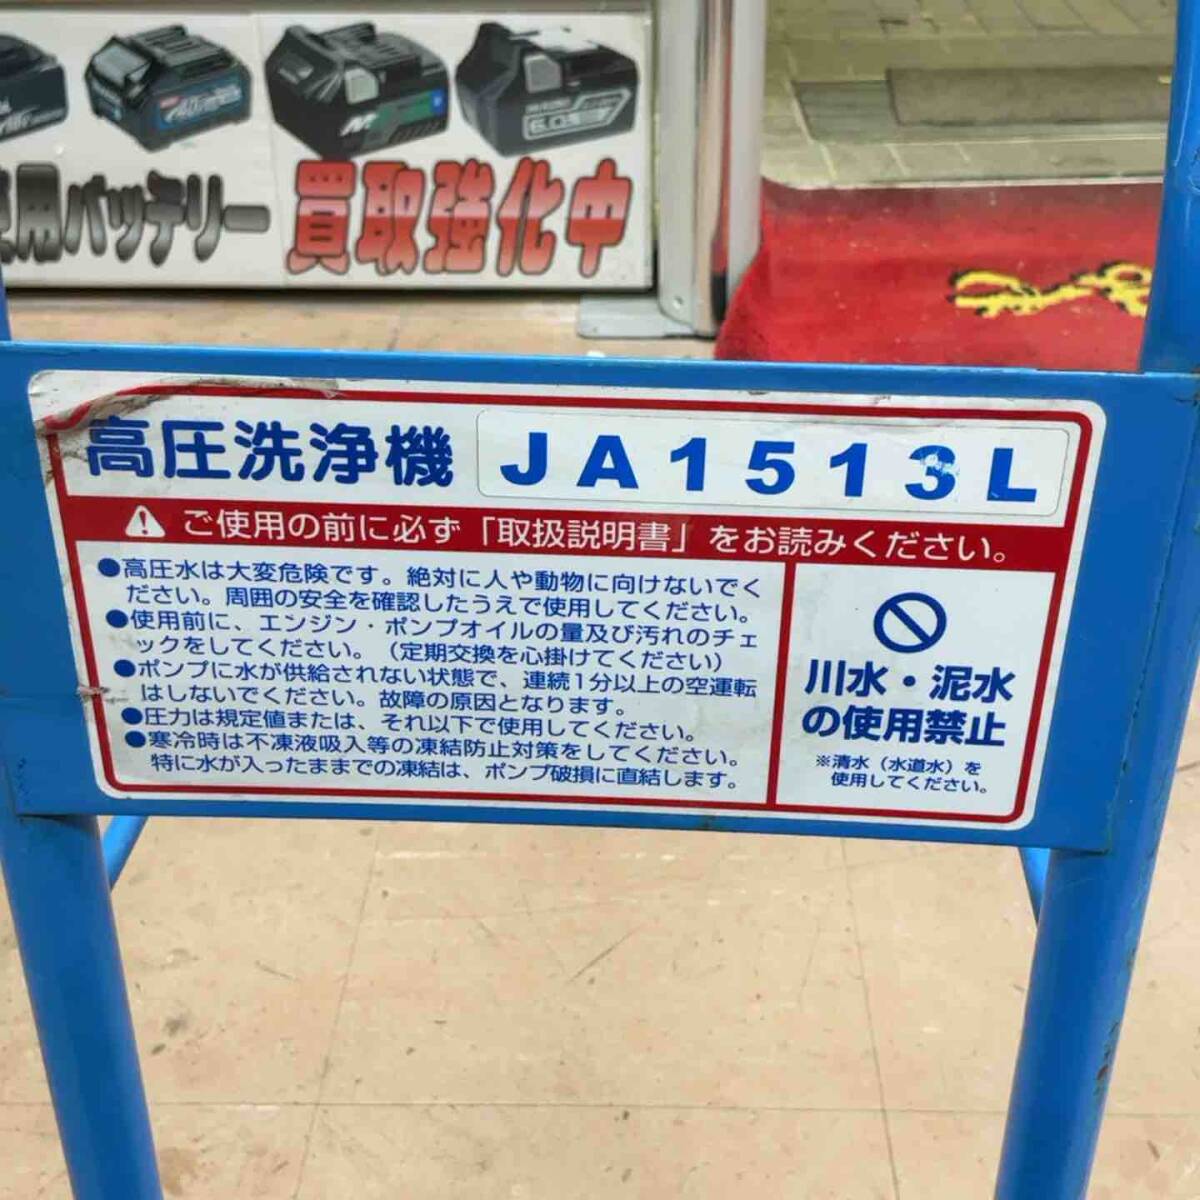 用バッテリー 買取強化中
6.0
高圧洗浄機 JA1513L
ご使用の前に必ず「取扱説明書」をお読みください。
●高圧水は大変危険です。絶対に人や動物に向けないでく
ださい。周囲の安全を確認したうえで使用してください。
●使用前に、エンジン・ポンプオイルの量及び汚れのチェ
ックをしてください。（定期交換を心掛けてください）
●ポンプに水が供給されない状態で、連続1分以上の空運転
はしないでください。故障の原因となります。
●圧力は規定値または、それ以下で使用してください。
●寒冷時は不凍液吸入等の凍結防止対策をしてください。
特に水が入ったままでの凍結は、ポンプ破損に直結します。
川水・泥水
の使用禁止
※清水（水道水）を
使用してください。